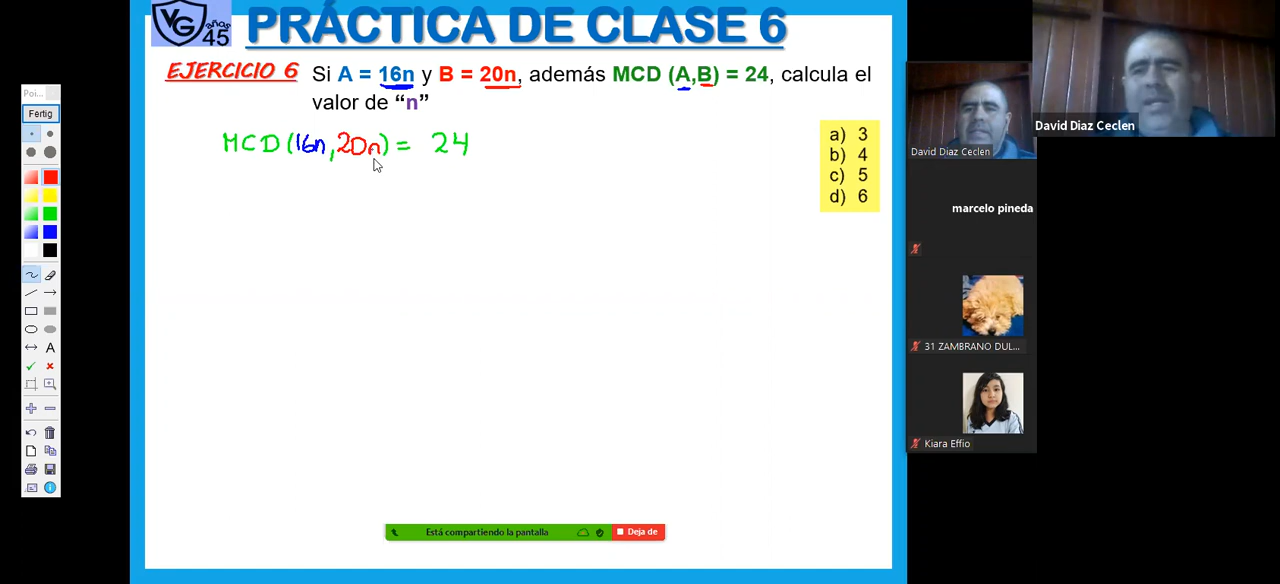 VG años 45
PRÁCTICA DE CLASE 6
EJERCICIO 6 Si A = 16n y B = 20n, además MCD (A,B) = 24, calcula el
valor de “n”
MCD(16n,20n) = 24
a) 3
b) 4
c) 5
d) 6
Poi...
Fertig
A
Está compartiendo la pantalla
Deja de
David Diaz Ceclen
David Diaz Ceclen
marcelo pineda
31 ZAMBRANO DUL...
Kiara Effio